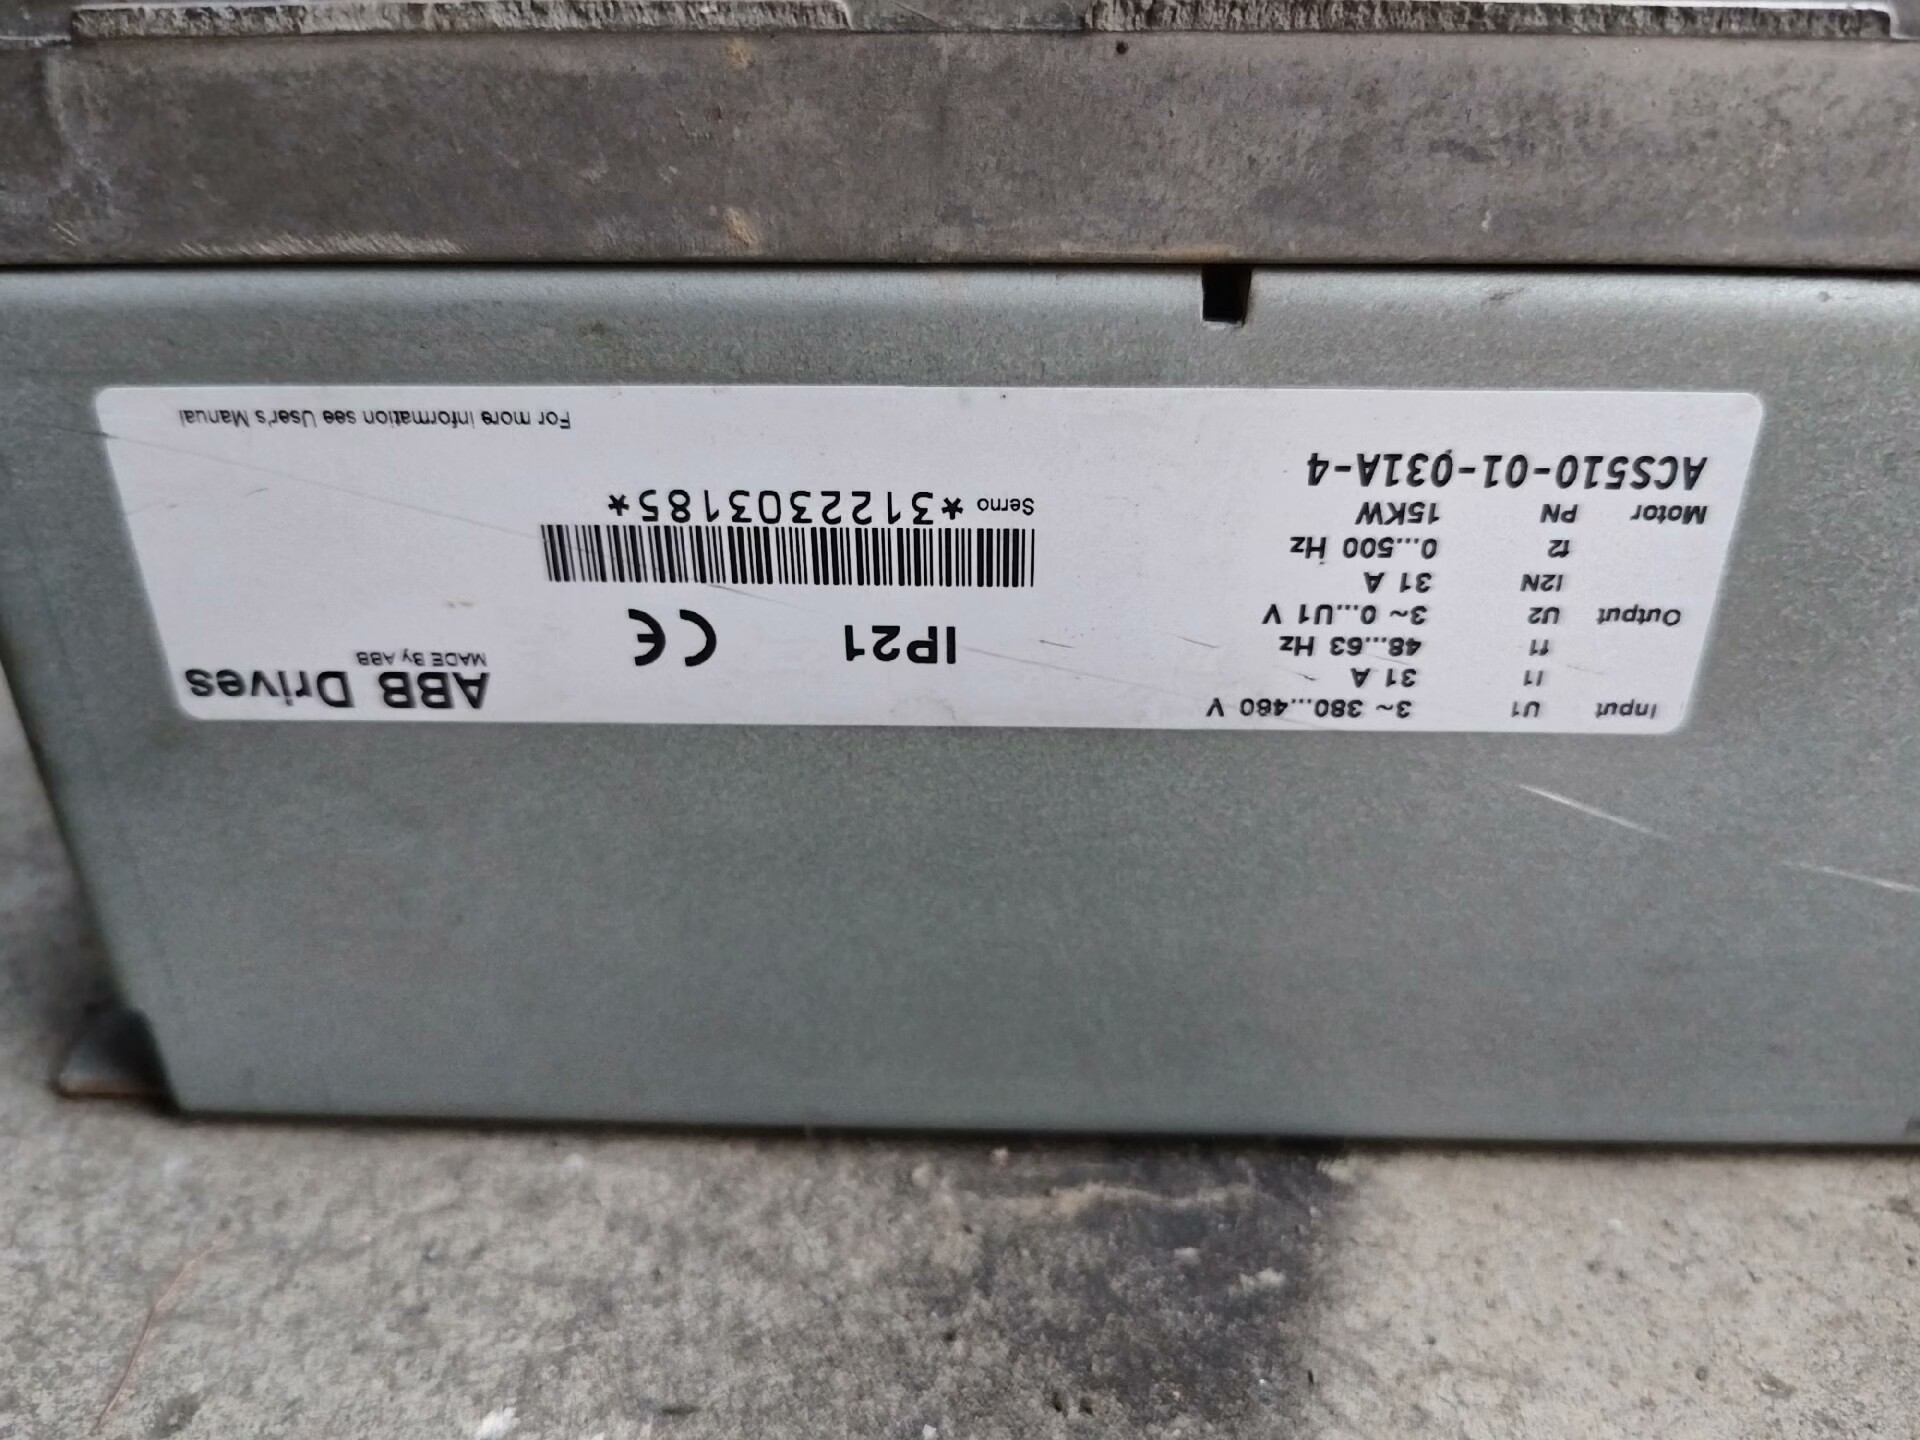 ABB Drives
MADE By ABB
IP21
CE
Serno *3122303185*
For more information see User's Manual
Input U1 3~ 380...480 V
I1 31 A
f1 48...63 Hz
Output U2 3~ 0...U1 V
I2N 31 A
f2 0...500 Hz
Motor PN 15KW
ACS510-01-031A-4